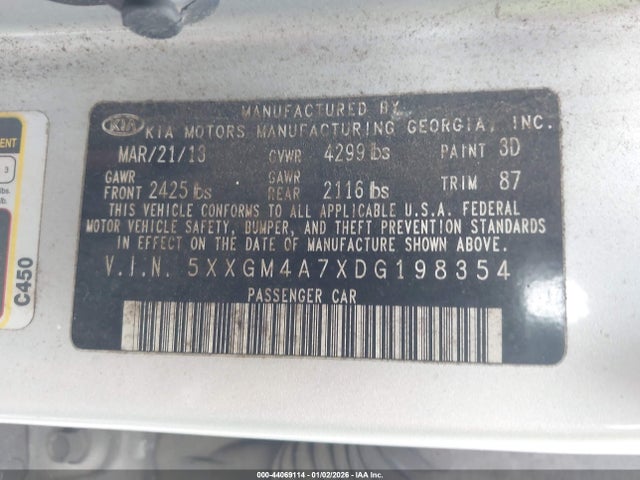 MANUFACTURED BY
KIA KIA MOTORS MANUFACTURING GEORGIA, INC.
MAR/21/13 GVWR 4299 lbs PAINT 3D
GAWR FRONT 2425 lbs GAWR REAR 2116 lbs TRIM 87
THIS VEHICLE CONFORMS TO ALL APPLICABLE U.S.A. FEDERAL
MOTOR VEHICLE SAFETY, BUMPER, AND THEFT PREVENTION STANDARDS
IN EFFECT ON THE DATE OF MANUFACTURE SHOWN ABOVE.
V.I.N. 5XXGM4A7XDG198354
PASSENGER CAR
3
C450
000-44069114 - 01/02/2026 - IAA Inc.